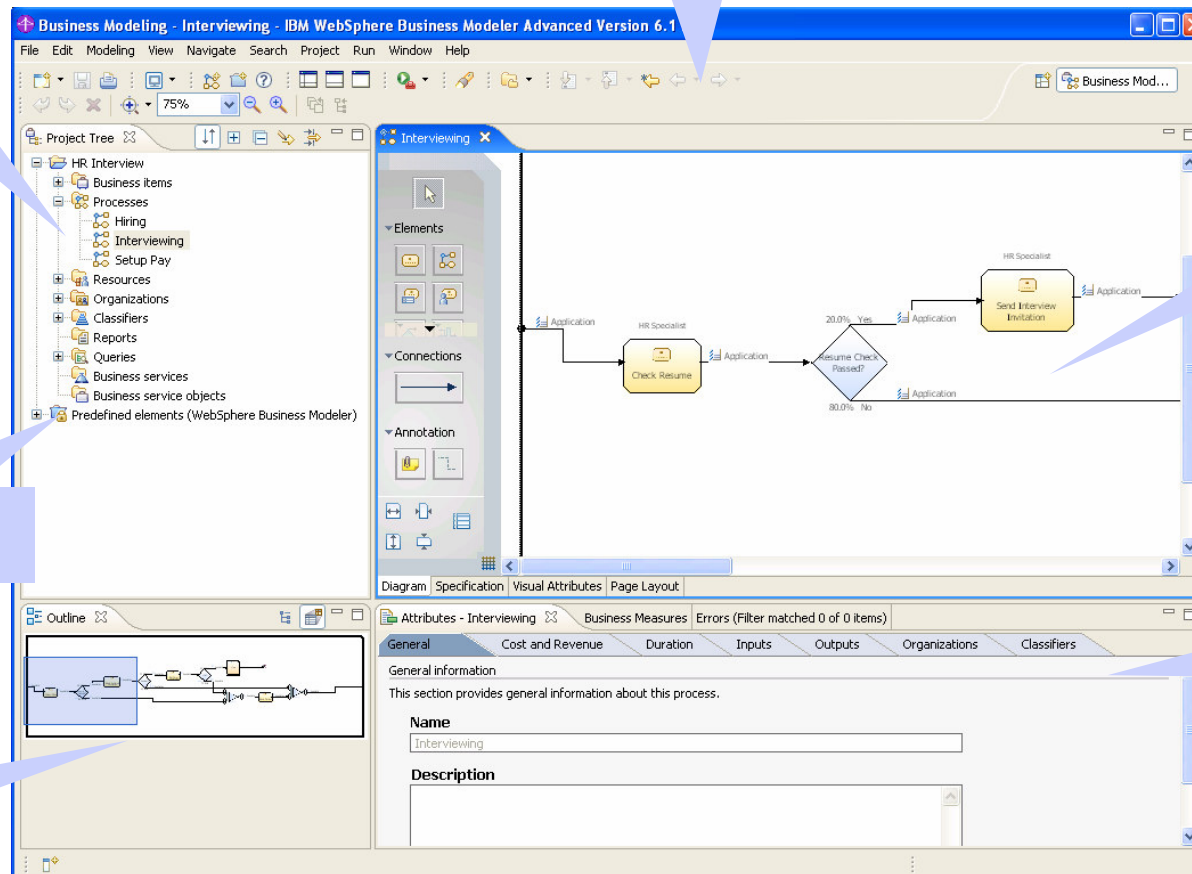 Business Modeling - Interviewing - IBM WebSphere Business Modeler Advanced Version 6.1
File Edit Modeling View Navigate Search Project Run Window Help
75%
Business Mod...
Project Tree
HR Interview
Business items
Processes
Hiring
Interviewing
Setup Pay
Resources
Organizations
Classifiers
Reports
Queries
Business services
Business service objects
Predefined elements (WebSphere Business Modeler)
Interviewing
Elements
Connections
Annotation
Application
HR Specialist
Check Resume
Application
20.0% Yes
Resume Check
Passed?
80.0% No
Application
Application
HR Specialist
Send Interview
Invitation
Application
Diagram Specification Visual Attributes Page Layout
Outline
Attributes - Interviewing Business Measures Errors (Filter matched 0 of 0 items)
General Cost and Revenue Duration Inputs Outputs Organizations Classifiers
General information
This section provides general information about this process.
Name
Interviewing
Description